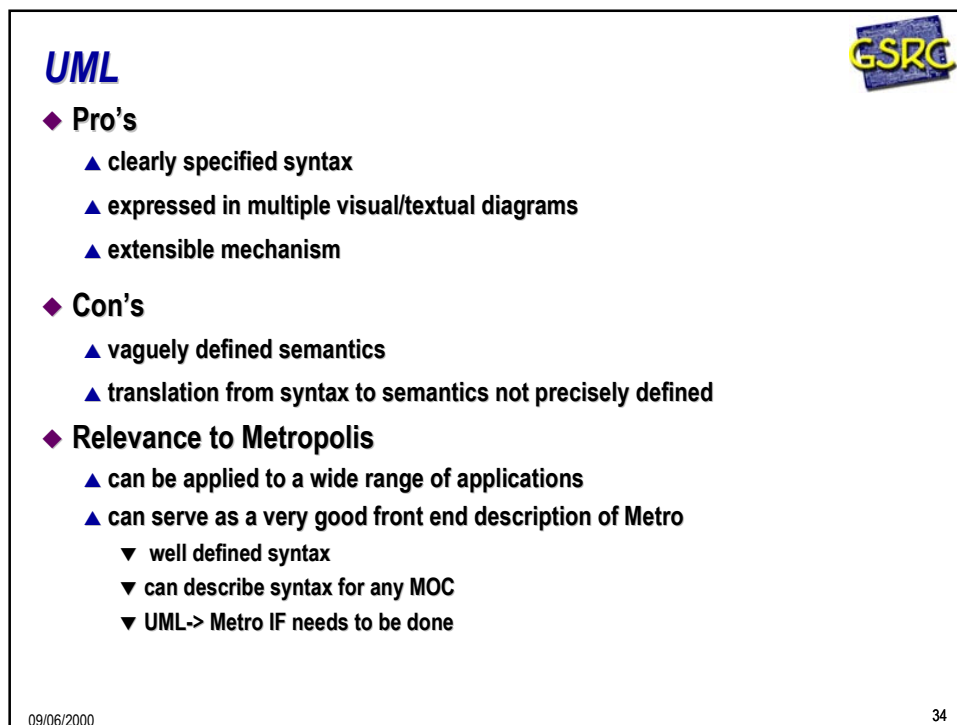 GSRC
UML
Pro's
clearly specified syntax
expressed in multiple visual/textual diagrams
extensible mechanism
Con's
vaguely defined semantics
translation from syntax to semantics not precisely defined
Relevance to Metropolis
can be applied to a wide range of applications
can serve as a very good front end description of Metro
well defined syntax
can describe syntax for any MOC
UML-> Metro IF needs to be done
09/06/2000
34